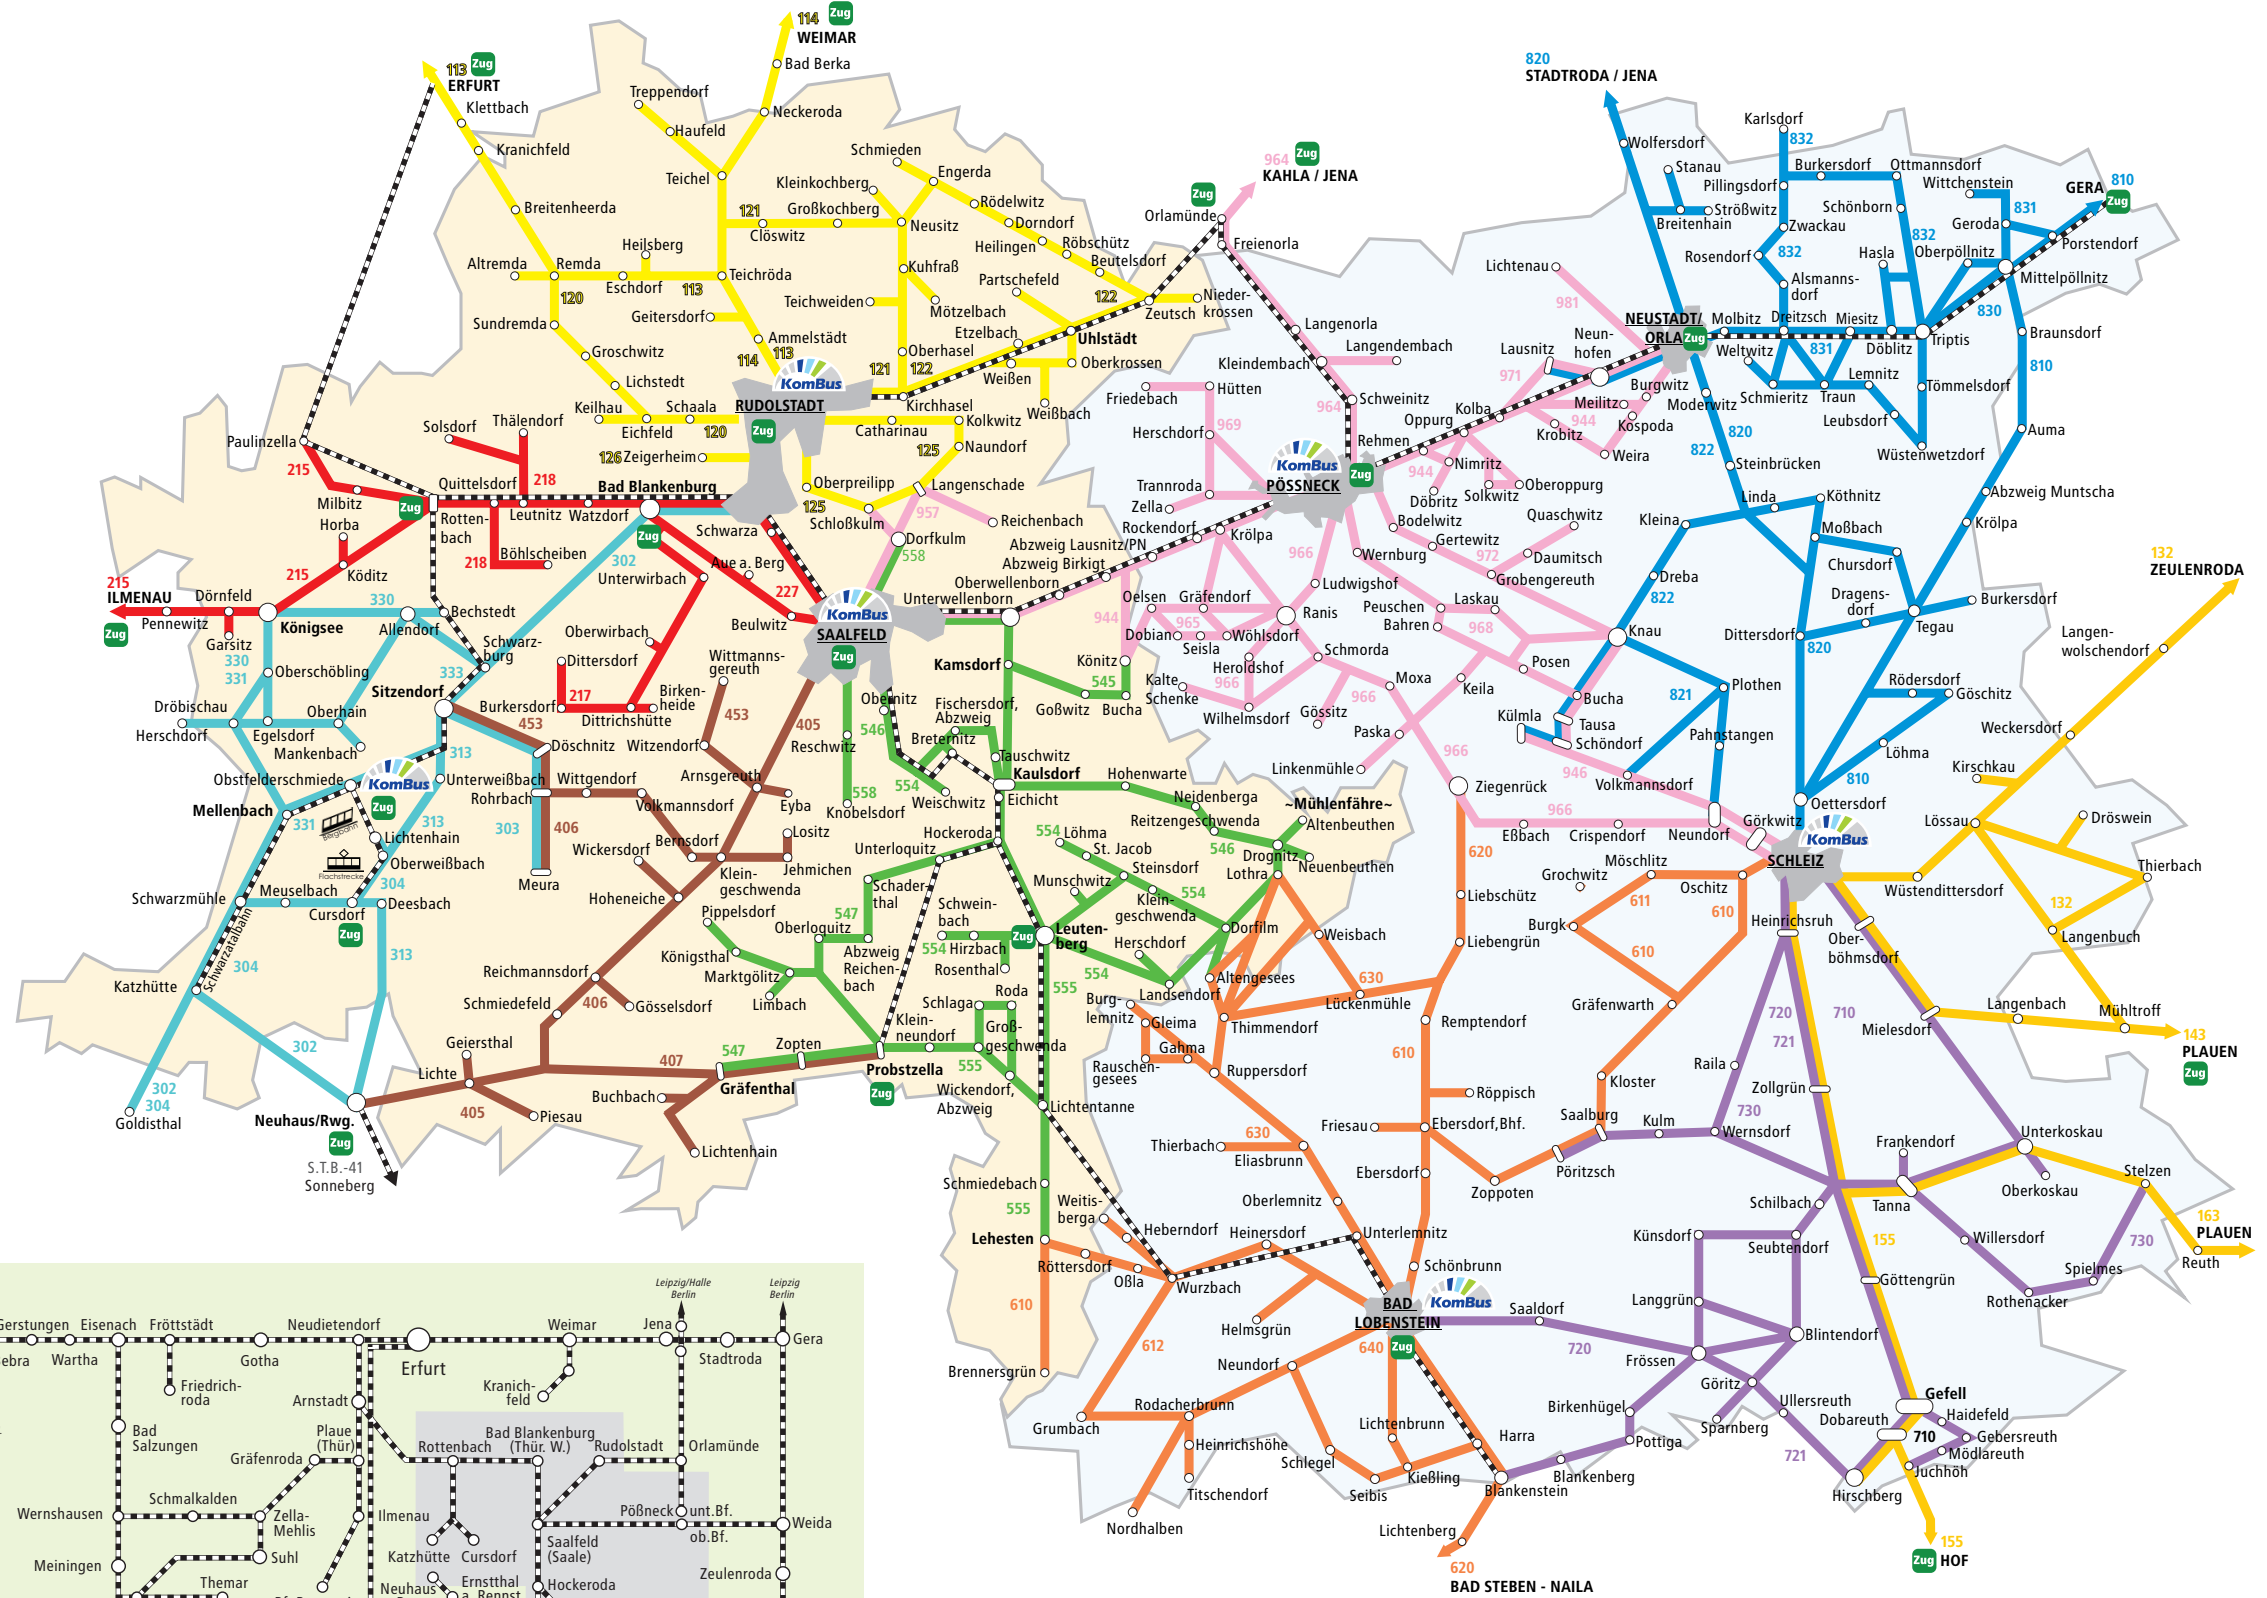 114 Zug
WEIMAR
Bad Berka
113 Zug
ERFURT
Klettbach
Kranichfeld
Treppendorf
Haufeld
Neckeroda
Teichel
Schmieden
Engerda
Kleinkochberg
Großkochberg
121
Clöswitz
Neusitz
Rödelwitz
Dorndorf
Heilingen
Röbschütz
Beutelsdorf
Breitenheerda
Heilsberg
Altremda
Remda
Eschdorf
113
Teichröda
Kuhfraß
Partschefeld
122
Nieder-
krossen
Zeutsch
120
Teichweiden
Mötzelbach
Sundremda
Geitersdorf
Etzelbach
Uhlstädt
Ammelstädt
Groschwitz
114
113
Oberhasel
Oberkrossen
Weißen
KomBus
121
122
Lichstedt
RUDOLSTADT
Weißbach
Keilhau
Schaala
Eichfeld
120
Zug
Kirchhasel
Kolkwitz
Catharinau
Naundorf
125
126
Zeigerheim
Oberpreilipp
Langenschade
125
Schloßkulm
957
Reichenbach
Dorfkulm
558
Paulinzella
215
Solsdorf
Thälendorf
218
Quittelsdorf
Bad Blankenburg
Milbitz
Zug
Rotten-
bach
Leutnitz
Watzdorf
Horba
Zug
Schwarza
218
Böhlscheiben
302
Köditz
215
Unterwirbach
Aue a. Berg
227
215
ILMENAU
Zug
Dörnfeld
Pennewitz
Garsitz
Königsee
330
Allendorf
Bechstedt
Schwarz-
burg
Beulwitz
KomBus
SAALFELD
Zug
330
331
Oberschöbling
333
Sitzendorf
Oberwirbach
Dittersdorf
217
Burkersdorf
Dittrichshütte
Birken-
heide
Wittmanns-
gereuth
Dröbischau
Herschdorf
Egelsdorf
Oberhain
Mankenbach
453
453
405
Döschnitz
Witzendorf
313
Reschwitz
Obernitz
546
Obstfelderschmiede
KomBus
Zug
Unterweißbach
Rohrbach
Wittgendorf
Volkmannsdorf
Arnsgereuth
Eyba
558
Knobelsdorf
Mellenbach
331
Bergbahn
313
Lichtenhain
303
406
Bernsdorf
Lositz
Jehmichen
Wickersdorf
Klein-
geschwenda
Flachstrecke
Oberweißbach
304
Meura
Hoheneiche
Schwarzmühle
Meuselbach
Cursdorf
Deesbach
Zug
Schwarzatalbahn
304
313
Katzhütte
Reichmannsdorf
Schmiedefeld
406
Gösselsdorf
302
302
304
Goldisthal
Neuhaus/Rwg.
Zug
S.T.B.-41
Sonneberg
Geiersthal
Lichte
405
Piesau
407
547
Gräfenthal
Buchbach
Lichtenhain
Zopten
Probstzella
Zug
Pippelsdorf
Königsthal
Marktgölitz
Limbach
Oberloquitz
547
Abzweig
Reichen-
bach
Schader-
thal
Unterloquitz
Hockeroda
Fischersdorf,
Abzweig
Breternitz
554
Weischwitz
Tauschwitz
Kaulsdorf
Eichicht
Hohenwarte
Neidenberga
Reitzengeschwenda
~Mühlenfähre~
Altenbeuthen
Neuenbeuthen
546
Drognitz
Lothra
554
Löhma
St. Jacob
Steinsdorf
Munschwitz
554
Klein-
geschwenda
Dorfilm
Schwein-
bach
554
Hirzbach
Rosenthal
Zug
Leuten-
berg
Herschdorf
554
Landsendorf
555
Schlaga
Roda
Klein-
neundorf
Groß-
geschwenda
555
Wickendorf,
Abzweig
Lichtentanne
Schmiedebach
555
Lehesten
610
Brennersgrün
Unterwellenborn
Oberwellenborn
Abzweig Birkigt
Abzweig Lausnitz/PN
Kamsdorf
Könitz
545
Goßwitz
Bucha
944
Oelsen
Gräfendorf
Dobian
965
Seisla
Wöhlsdorf
Heroldshof
Kalte
Schenke
966
Wilhelmsdorf
Ranis
Schmorda
966
Gössitz
Moxa
Paska
Linkenmühle
Ludwigshof
966
Krölpa
Rockendorf
Zella
Trannroda
Herschdorf
969
Hütten
Friedebach
964 Zug
KAHLA / JENA
Zug
Orlamünde
Freienorla
Langenorla
Kleindembach
Langendembach
964
Schweinitz
Rehmen
KomBus
PÖSSNECK
Zug
Oppurg
Kolba
944
Nimritz
Döbritz
Solkwitz
Oberoppurg
Bodelwitz
Gertewitz
Wernburg
972
Quaschwitz
Daumitsch
Grobengereuth
Peuschen
Bahren
Laskau
968
Posen
Keila
Knau
Bucha
Külmla
Tausa
Schöndorf
946
966
966
Ziegenrück
Eßbach
Crispendorf
Neundorf
Görkwitz
820
STADTRODA / JENA
Wolfersdorf
Stanau
Strößwitz
Breitenhain
Lichtenau
981
Neun-
hofen
Lausnitz
971
NEUSTADT/
ORLA
Zug
Burgwitz
Meilitz
944
Kospoda
Krobitz
Weira
Moderwitz
820
822
Steinbrücken
Karlsdorf
832
Pillingsdorf
Burkersdorf
Ottmannsdorf
Zwackau
Schönborn
Rosendorf
832
832
Alsmanns-
dorf
Hasla
Wittchenstein
831
Geroda
GERA
810
Zug
Porstendorf
Oberpöllnitz
Mittelpöllnitz
830
Molbitz
Dreitzsch
Miesitz
Döblitz
Triptis
Braunsdorf
Weltwitz
831
Lemnitz
Schmieritz
Traun
Leubsdorf
Tömmelsdorf
810
Wüstenwetzdorf
Auma
Abzweig Muntscha
Krölpa
Kleina
Linda
Köthnitz
Moßbach
Chursdorf
Dreba
822
Dragens-
dorf
Burkersdorf
Tegau
Dittersdorf
820
Plothen
821
Pahnstangen
Volkmannsdorf
Rödersdorf
Göschitz
Löhma
810
Oettersdorf
KomBus
SCHLEIZ
132
ZEULENRODA
Langen-
wolschendorf
Weckersdorf
Kirschkau
Lössau
Dröswein
Thierbach
Wüstendittersdorf
132
Langenbuch
Langenbach
Mühltroff
143
PLAUEN
Zug
620
Liebschütz
Liebengrün
Grochwitz
Möschlitz
Oschitz
611
610
Burgk
610
Heinrichsruh
Ober-
böhmsdorf
Gräfenwarth
720
721
710
Mielesdorf
Weisbach
630
Lückenmühle
Altengesees
Thimmendorf
Burg-
lemnitz
Gleima
Gahma
Rauschen-
gesees
Ruppersdorf
Remptendorf
610
Röppisch
Kloster
Raila
Zollgrün
730
Friesau
Ebersdorf,Bhf.
Saalburg
Kulm
Wernsdorf
Pöritzsch
Thierbach
630
Eliasbrunn
Ebersdorf
Zoppoten
Oberlemnitz
Unterlemnitz
Weitis-
berga
Heberndorf
Heinersdorf
Röttersdorf
Oßla
Wurzbach
Helmsgrün
612
Schönbrunn
KomBus
BAD
LOBENSTEIN
640
Zug
Neundorf
Grumbach
Rodacherbrunn
Heinrichshöhe
Titschendorf
Nordhalben
Schlegel
Lichtenbrunn
Seibis
Kießling
Harra
Blankenstein
Lichtenberg
620
BAD STEBEN - NAILA
Saaldorf
720
Frössen
Birkenhügel
Pottiga
Blankenberg
Künsdorf
Langgrün
Seubtendorf
Schilbach
Blintendorf
Göritz
Sparnberg
Ullersreuth
721
Hirschberg
Frankendorf
Unterkoskau
Tanna
Oberkoskau
Stelzen
163
PLAUEN
Reuth
Willersdorf
730
Spielmes
Rothenacker
155
Göttengrün
Gefell
Dobareuth
710
Haidefeld
Gebersreuth
Mödlareuth
Juchhöh
155
Zug HOF
Gerstungen
Eisenach
Fröttstädt
Neudietendorf
Weimar
Jena
Leipzig/Halle
Berlin
Leipzig
Berlin
Gera
Wartha
Gotha
Erfurt
Stadtroda
Friedrich-
roda
Kranich-
feld
Arnstadt
Bad
Salzungen
Plaue
(Thür)
Gräfenroda
Rottenbach
Bad Blankenburg
(Thür. W.)
Rudolstadt
Orlamünde
Wernshausen
Schmalkalden
Zella-
Mehlis
Ilmenau
Pößneck
unt.Bf.
ob.Bf.
Weida
Meiningen
Suhl
Katzhütte
Cursdorf
Saalfeld
(Saale)
Themar
Neuhaus
Ernstthal
a. Rennst
Hockeroda
Zeulenroda